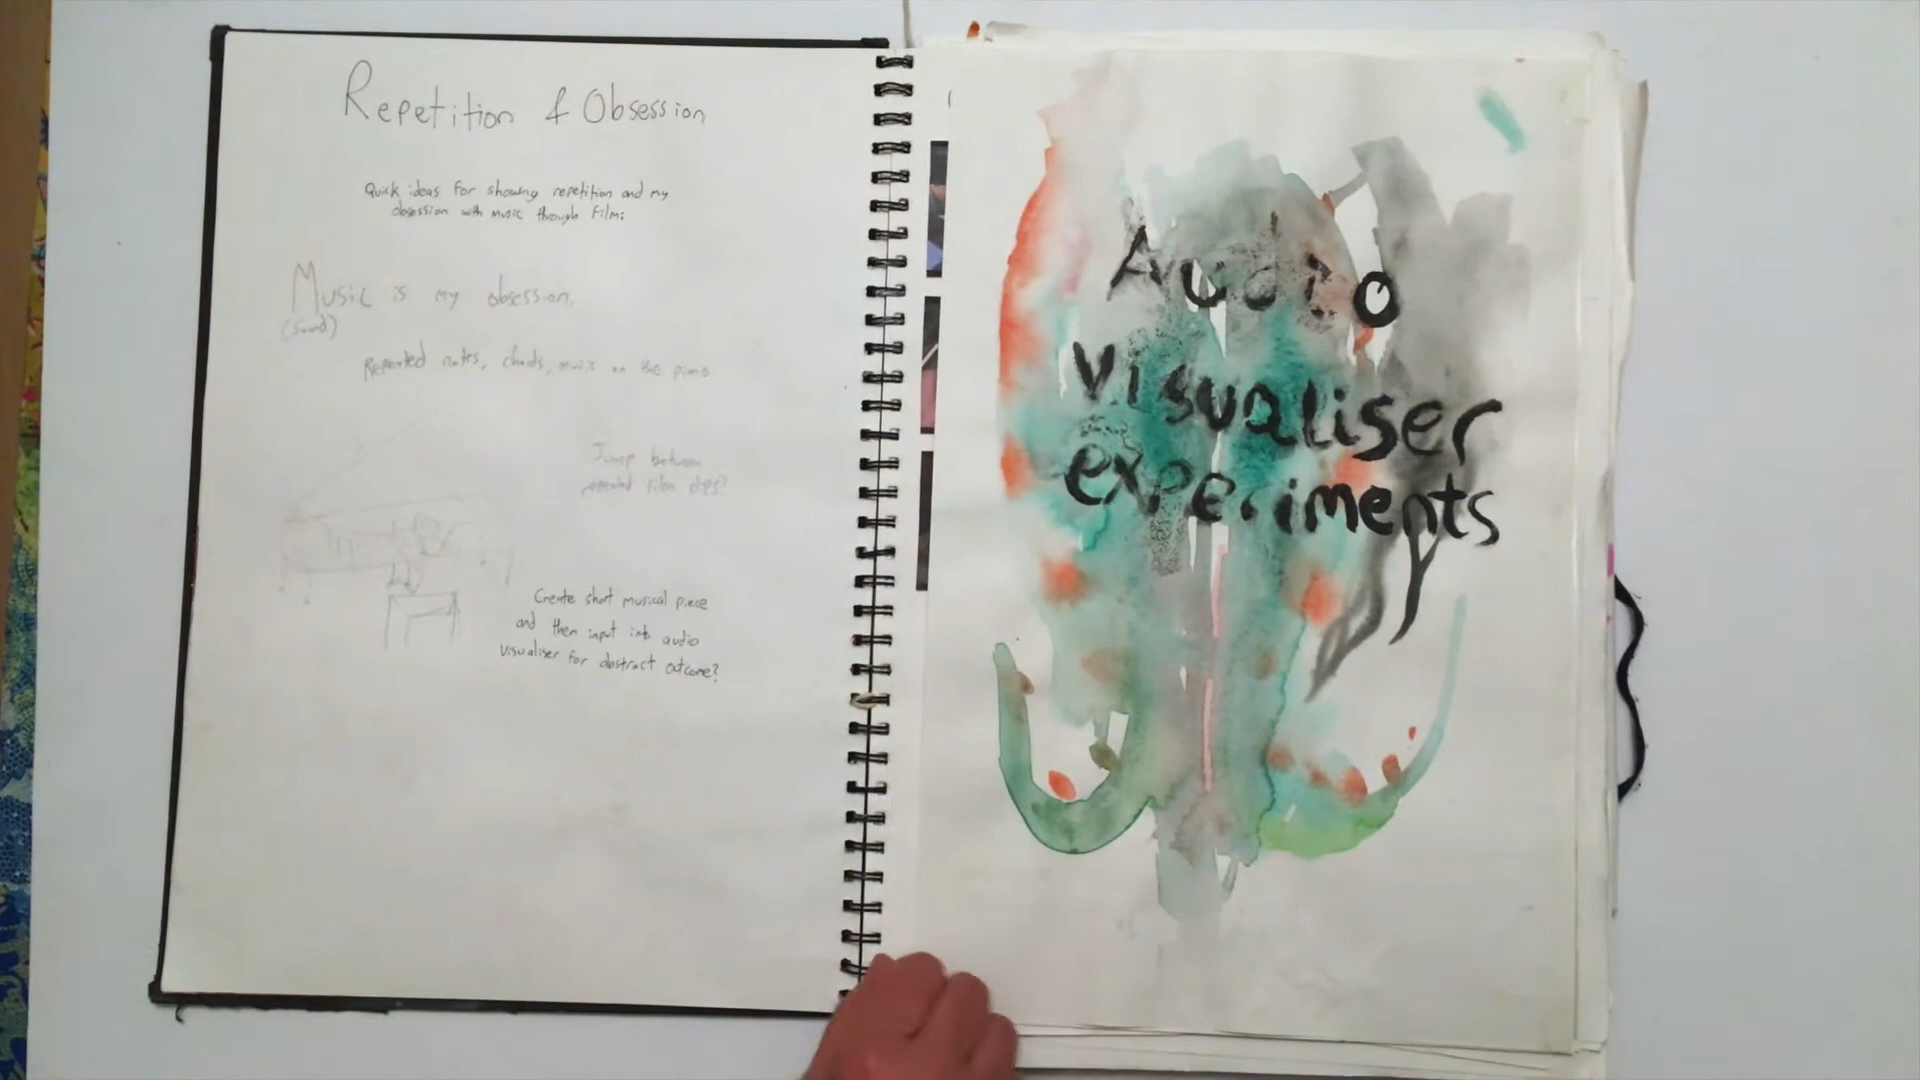 Repetition & Obsession
Quick ideas for showing repetition and my
obsession with music through film:
Music is my obsession.
(Sound)
Repeated notes, chords, music on the piano
Jump between
repeated film clips?
Create short musical piece
and then input into audio
visualiser for abstract outcome?
Audio
Visualiser
experiments